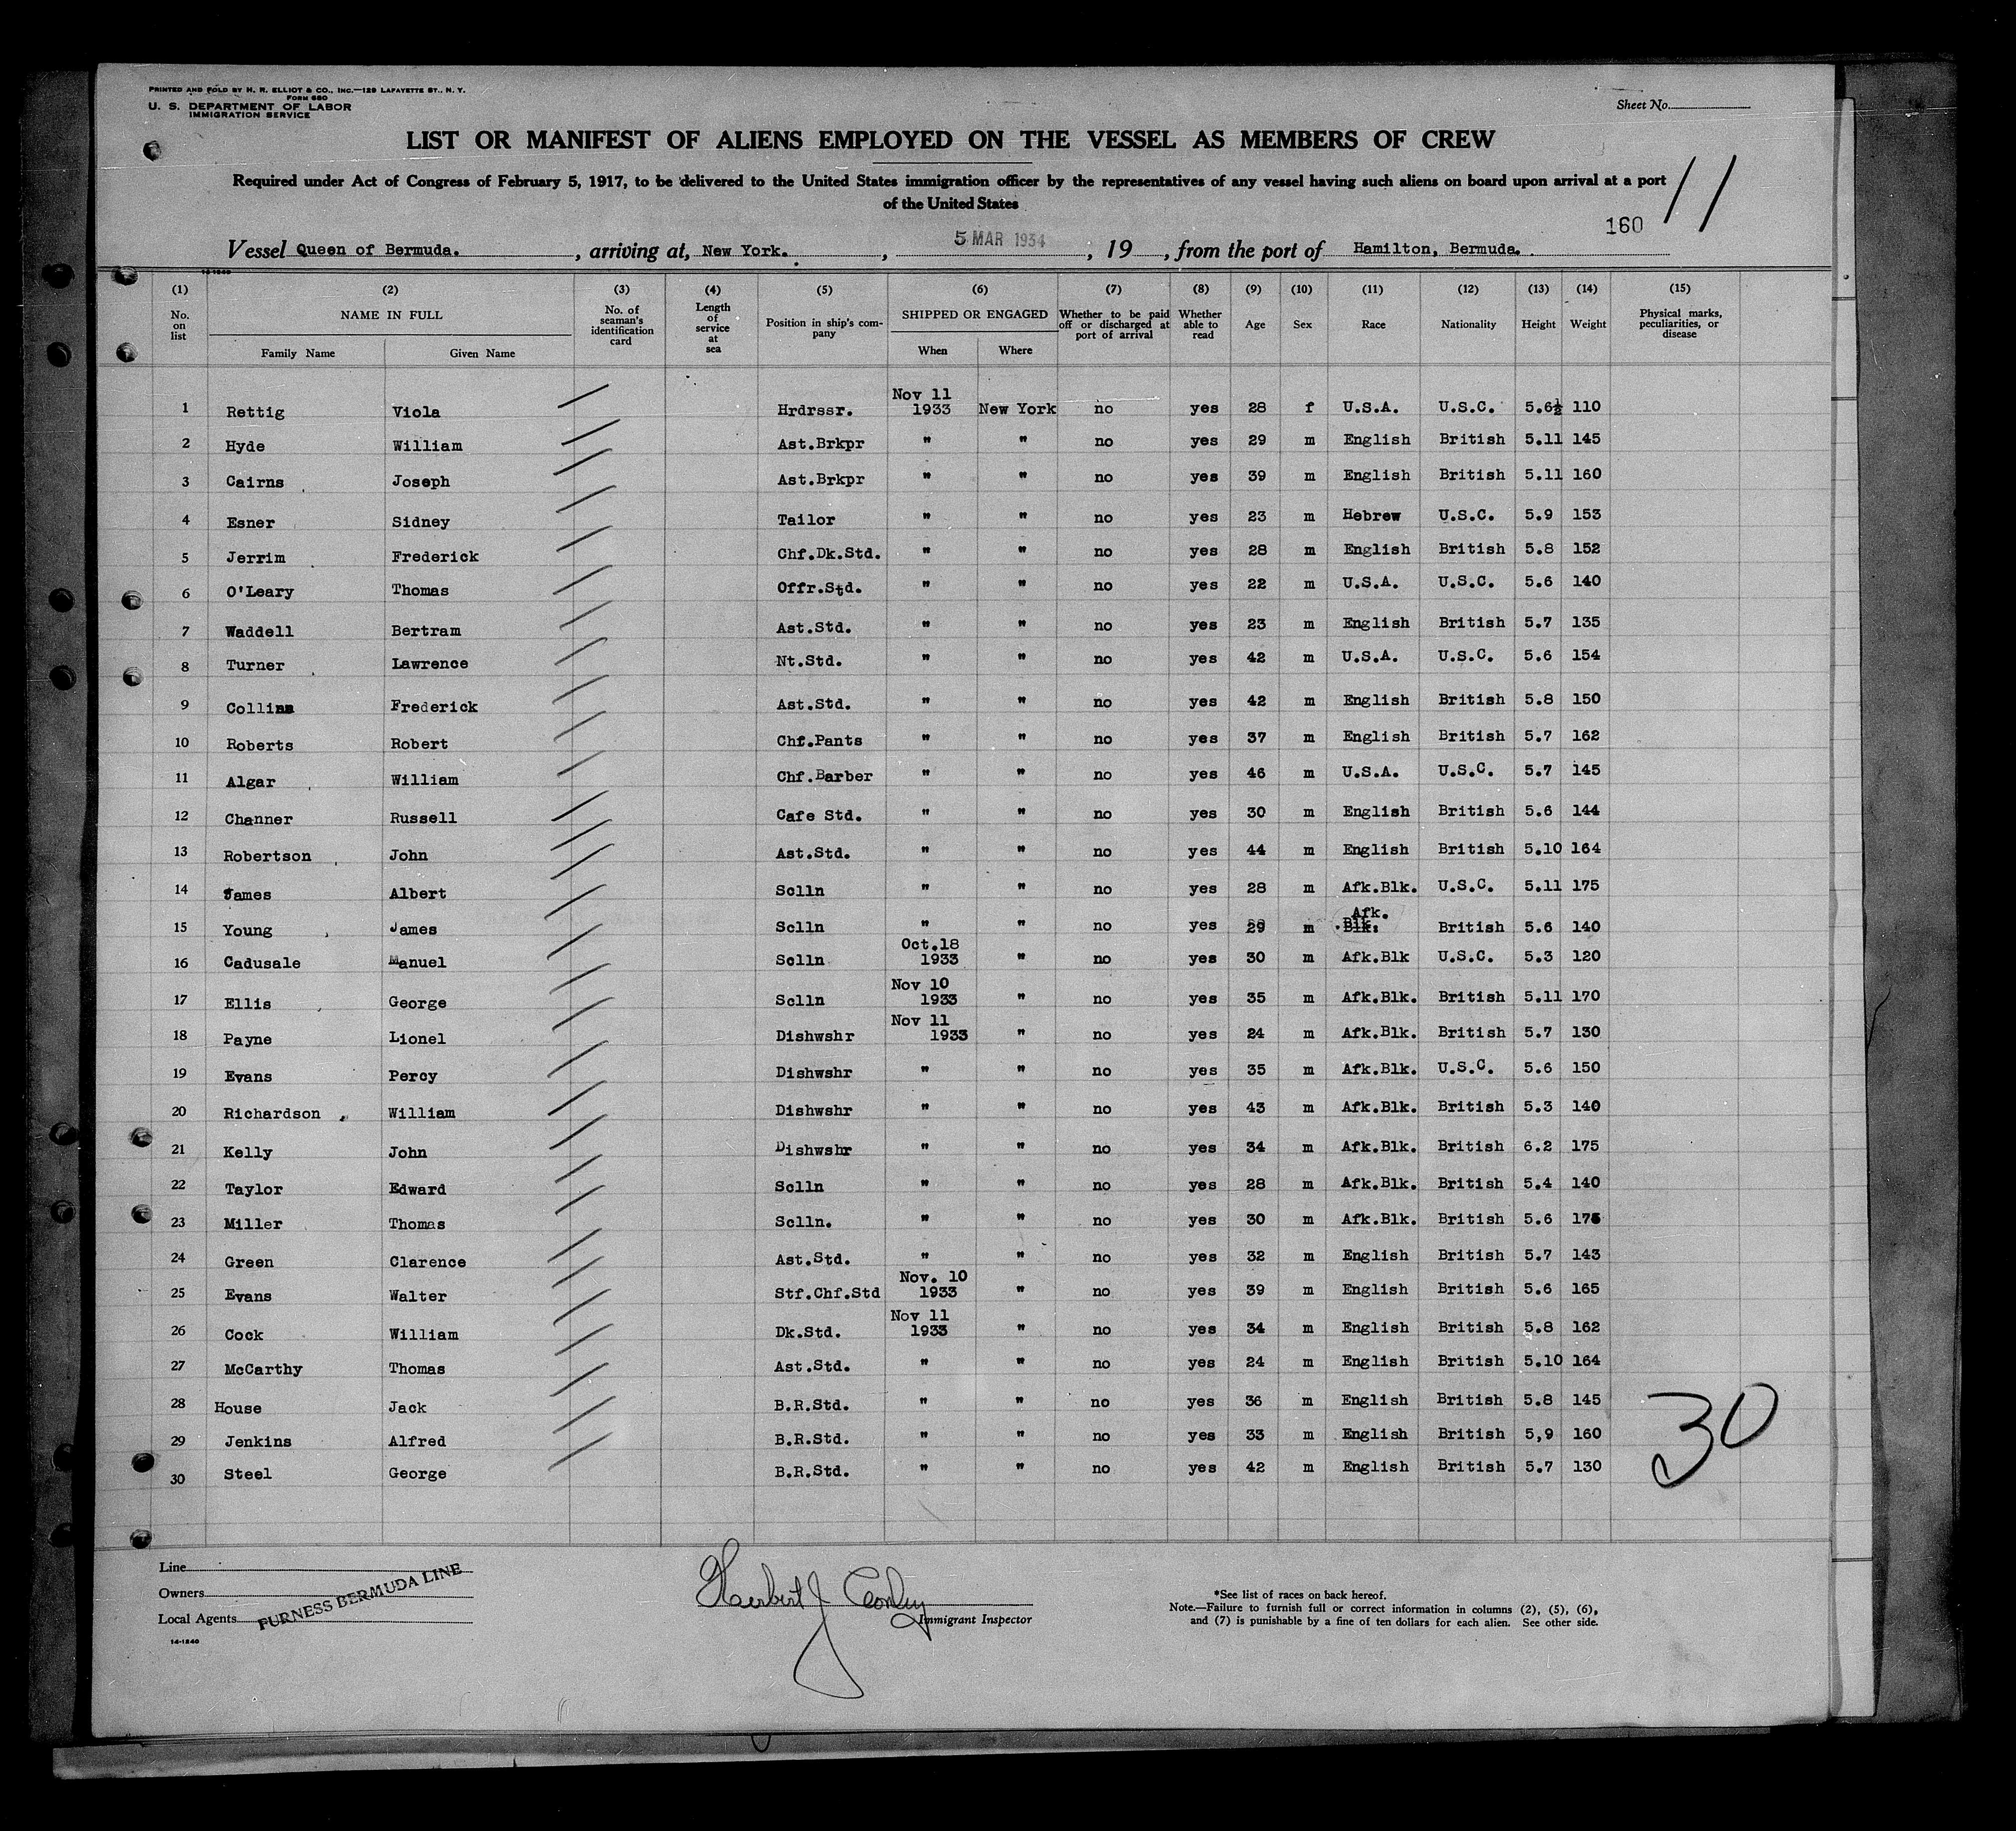 PRINTED AND SOLD BY H. R. ELLIOT & CO., INC.—129 LAFAYETTE ST., N. Y.
FORM 680
U. S. DEPARTMENT OF LABOR
IMMIGRATION SERVICE
Sheet No.
LIST OR MANIFEST OF ALIENS EMPLOYED ON THE VESSEL AS MEMBERS OF CREW
Required under Act of Congress of February 5, 1917, to be delivered to the United States immigration officer by the representatives of any vessel having such aliens on board upon arrival at a port
of the United States
11
160
Vessel Queen of Bermuda. , arriving at, New York. , 5 MAR 1934 , 19 , from the port of Hamilton, Bermuda.
14-1240
(1) (2) (3) (4) (5) (6) (7) (8) (9) (10) (11) (12) (13) (14) (15)
No. on list NAME IN FULL Family Name Given Name No. of seaman's identification card Length of service at sea Position in ship's company SHIPPED OR ENGAGED When Where Whether to be paid off or discharged at port of arrival Whether able to read Age Sex Race Nationality Height Weight Physical marks, peculiarities, or disease
1 Rettig Viola Hrdrssr. Nov 11 1933 New York no yes 28 f U.S.A. U.S.C. 5.6½ 110
2 Hyde William Ast.Brkpr " " no yes 29 m English British 5.11 145
3 Cairns Joseph Ast.Brkpr " " no yes 39 m English British 5.11 160
4 Esner Sidney Tailor " " no yes 23 m Hebrew U.S.C. 5.9 153
5 Jerrim Frederick Chf.Dk.Std. " " no yes 28 m English British 5.8 152
6 O'Leary Thomas Offr.Std. " " no yes 22 m U.S.A. U.S.C. 5.6 140
7 Waddell Bertram Ast.Std. " " no yes 23 m English British 5.7 135
8 Turner Lawrence Nt.Std. " " no yes 42 m U.S.A. U.S.C. 5.6 154
9 Collins Frederick Ast.Std. " " no yes 42 m English British 5.8 150
10 Roberts Robert Chf.Pants " " no yes 37 m English British 5.7 162
11 Algar William Chf.Barber " " no yes 46 m U.S.A. U.S.C. 5.7 145
12 Channer Russell Cafe Std. " " no yes 30 m English British 5.6 144
13 Robertson John Ast.Std. " " no yes 44 m English British 5.10 164
14 James Albert Sclln " " no yes 28 m Afk.Blk. U.S.C. 5.11 175
15 Young James Sclln " " no yes 29 m Afk. Blk. British 5.6 140
16 Cadusale Manuel Sclln Oct.18 1933 " no yes 30 m Afk.Blk U.S.C. 5.3 120
17 Ellis George Sclln Nov 10 1933 " no yes 35 m Afk.Blk. British 5.11 170
18 Payne Lionel Dishwshr Nov 11 1933 " no yes 24 m Afk.Blk. British 5.7 130
19 Evans Percy Dishwshr " " no yes 35 m Afk.Blk. U.S.C. 5.6 150
20 Richardson William Dishwshr " " no yes 43 m Afk.Blk. British 5.3 140
21 Kelly John Dishwshr " " no yes 34 m Afk.Blk. British 6.2 175
22 Taylor Edward Sclln " " no yes 28 m Afk.Blk. British 5.4 140
23 Miller Thomas Sclln. " " no yes 30 m Afk.Blk. British 5.6 175
24 Green Clarence Ast.Std. " " no yes 32 m English British 5.7 143
25 Evans Walter Stf.Chf.Std Nov. 10 1933 " no yes 39 m English British 5.6 165
26 Cock William Dk.Std. Nov 11 1933 " no yes 34 m English British 5.8 162
27 McCarthy Thomas Ast.Std. " " no yes 24 m English British 5.10 164
28 House Jack B.R.Std. " " no yes 36 m English British 5.8 145
29 Jenkins Alfred B.R.Std. " " no yes 33 m English British 5,9 160
30 Steel George B.R.Std. " " no yes 42 m English British 5.7 130
30
Line
Owners
Local Agents
FURNESS BERMUDA LINE
14-1240
Herbert J
Immigrant Inspector
*See list of races on back hereof.
Note.—Failure to furnish full or correct information in columns (2), (5), (6),
and (7) is punishable by a fine of ten dollars for each alien. See other side.